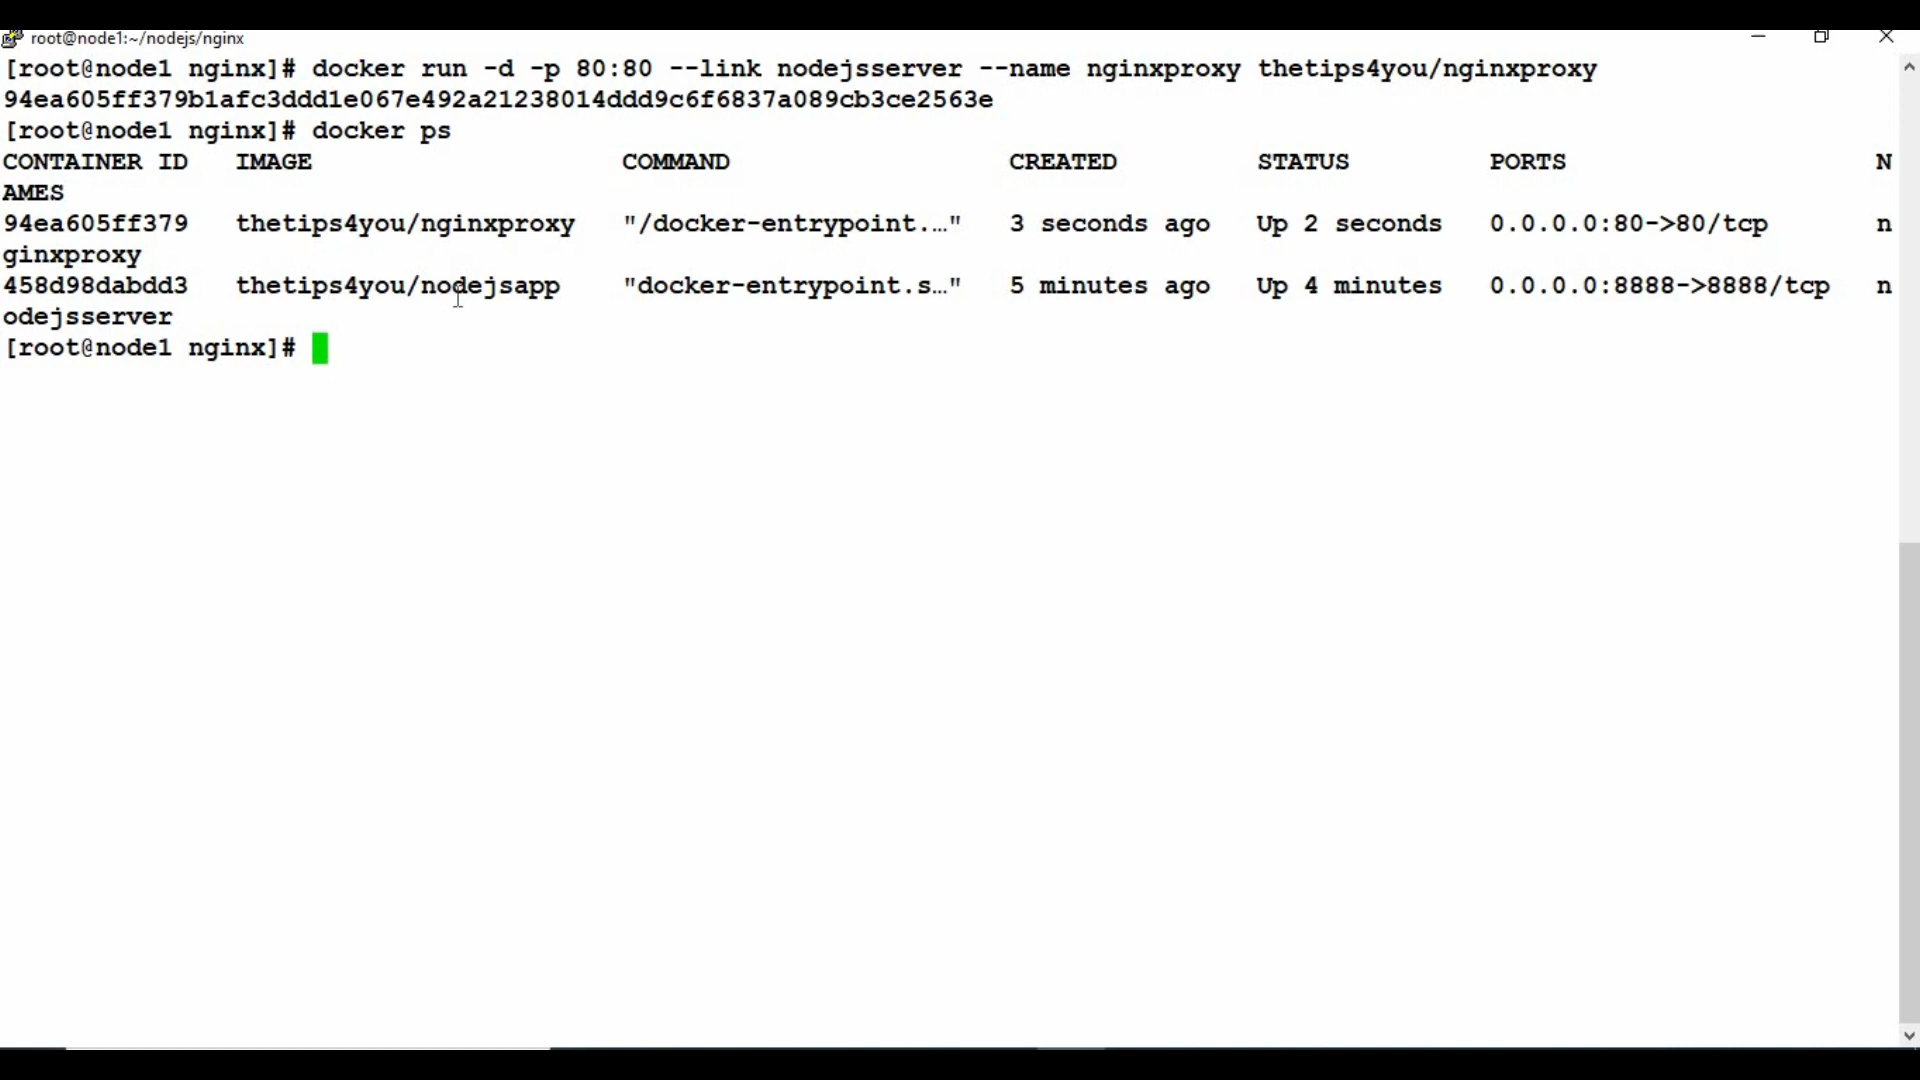 root@node1:~/nodejs/nginx
[root@node1 nginx]# docker run -d -p 80:80 --link nodejsserver --name nginxproxy thetips4you/nginxproxy
94ea605ff379b1afc3ddd1e067e492a21238014ddd9c6f6837a089cb3ce2563e
[root@node1 nginx]# docker ps
CONTAINER ID   IMAGE                    COMMAND                  CREATED         STATUS         PORTS                    N
AMES
94ea605ff379   thetips4you/nginxproxy   "/docker-entrypoint.…"   3 seconds ago   Up 2 seconds   0.0.0.0:80->80/tcp       n
ginxproxy
458d98dabdd3   thetips4you/nodejsapp    "docker-entrypoint.s…"   5 minutes ago   Up 4 minutes   0.0.0.0:8888->8888/tcp   n
odejsserver
[root@node1 nginx]#